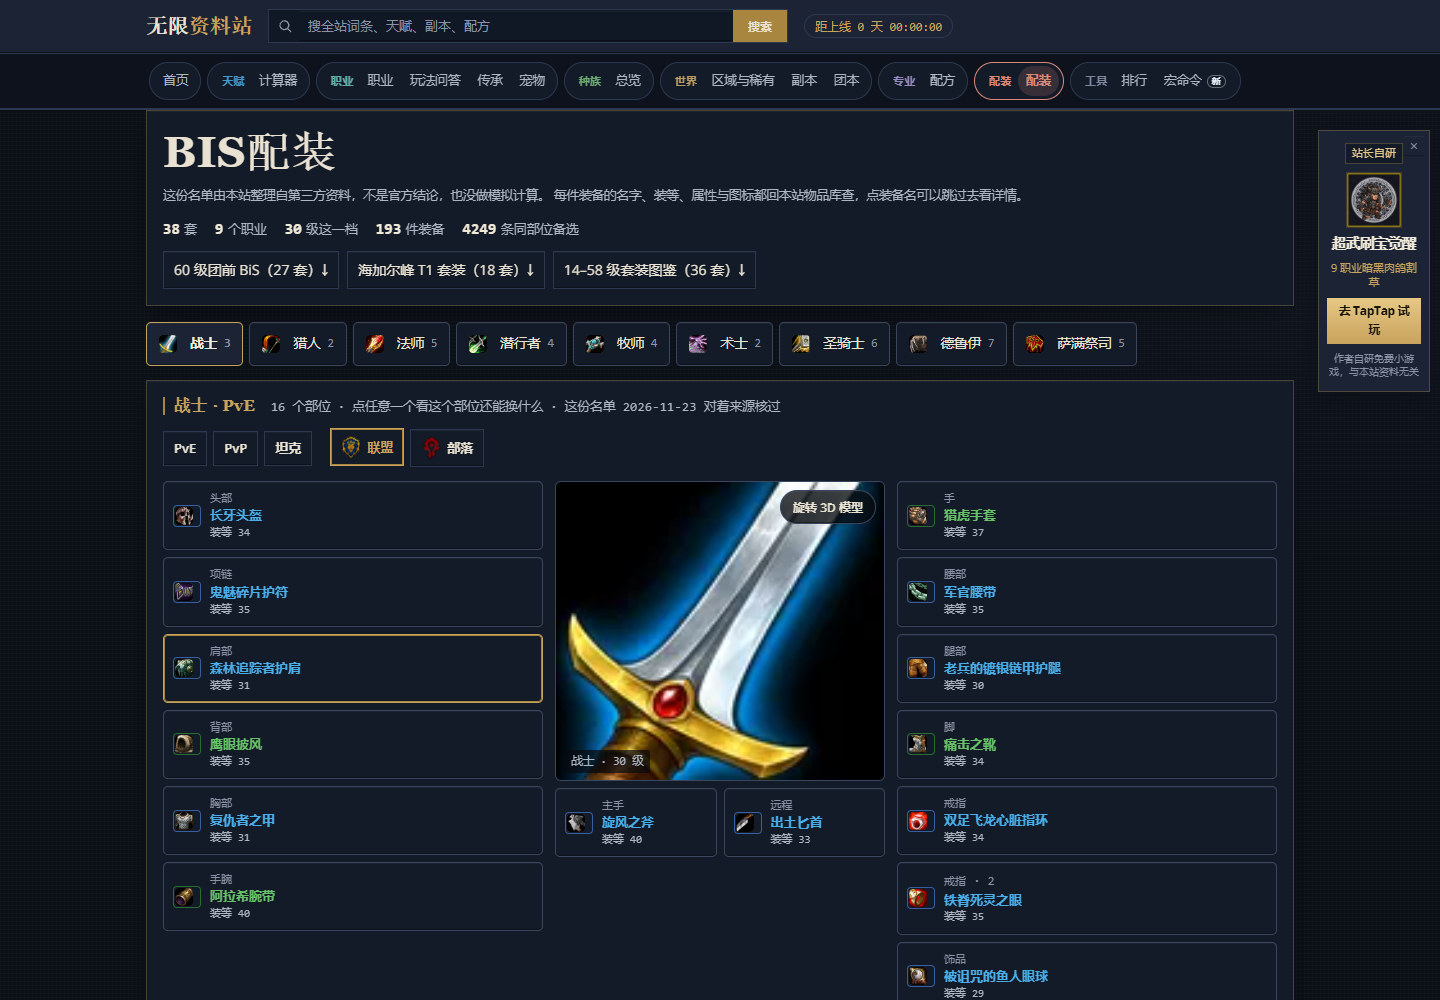 无限资料站
搜全站词条、天赋、副本、配方
搜索
距上线 0 天 00:00:00
首页
天赋 计算器
职业 职业 玩法问答 传承 宠物
种族 总览
世界 区域与稀有 副本 团本
专业 配方
配装 配装
工具 排行 宏命令 新
BIS配装
这份名单由本站整理自第三方资料，不是官方结论，也没做模拟计算。 每件装备的名字、装等、属性与图标都回本站物品库查，点装备名可以跳过去看详情。
38 套 9 个职业 30 级这一档 193 件装备 4249 条同部位备选
60 级团前 BiS（27 套）↓
海加尔峰 T1 套装（18 套）↓
14–58 级套装图鉴（36 套）↓
战士 3
猎人 2
法师 5
潜行者 4
牧师 4
术士 2
圣骑士 6
德鲁伊 7
萨满祭司 5
战士 · PvE 16 个部位 · 点任意一个看这个部位还能换什么 · 这份名单 2026-11-23 对着来源核过
PvE
PvP
坦克
联盟
部落
头部
长牙头盔
装等 34
项链
鬼魅碎片护符
装等 35
肩部
森林追踪者护肩
装等 31
背部
鹰眼披风
装等 35
胸部
复仇者之甲
装等 31
手腕
阿拉希腕带
装等 40
旋转 3D 模型
战士 · 30 级
主手
旋风之斧
装等 40
远程
出土匕首
装等 33
手
猎虎手套
装等 37
腰部
军官腰带
装等 35
腿部
老兵的镀银链甲护腿
装等 30
脚
痛击之靴
装等 34
戒指
双足飞龙心脏指环
装等 34
戒指 · 2
铁脊死灵之眼
装等 35
饰品
被诅咒的鱼人眼球
装等 29
站长自研
×
超武刷宝觉醒
9 职业暗黑肉鸽割
草
去 TapTap 试
玩
作者自研免费小游
戏，与本站资料无关